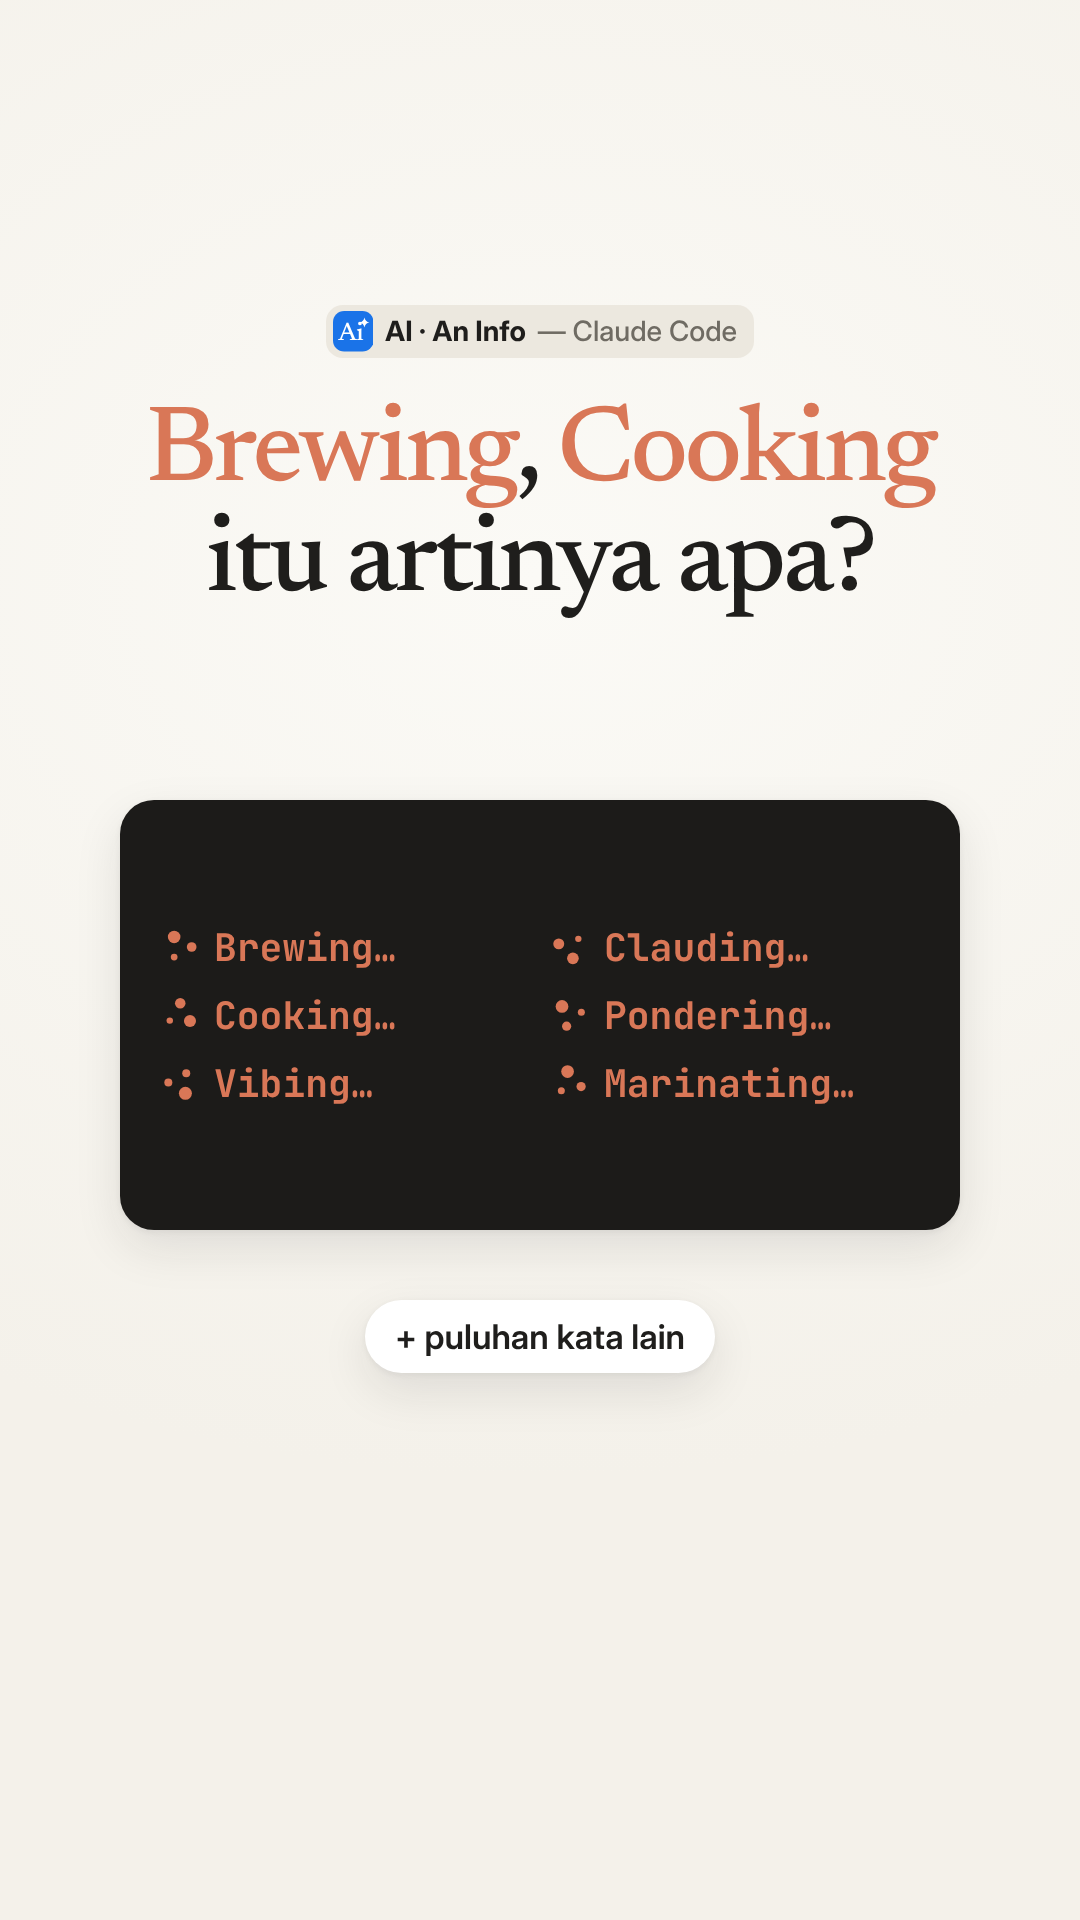 Ai AI · An Info — Claude Code
Brewing, Cooking
itu artinya apa?
Brewing…
Cooking…
Vibing…
Clauding…
Pondering…
Marinating…
+ puluhan kata lain